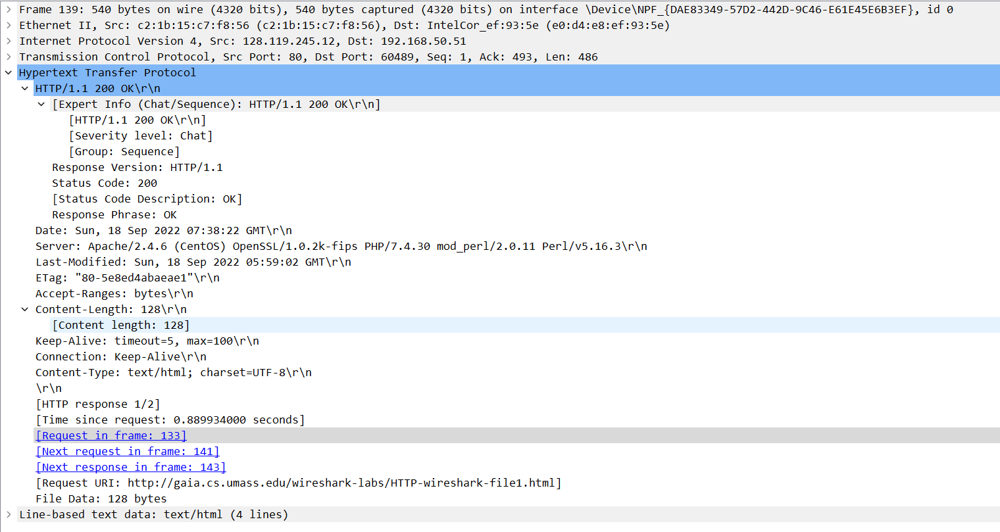 Frame 139: 540 bytes on wire (4320 bits), 540 bytes captured (4320 bits) on interface \Device\NPF_{DAE83349-57D2-442D-9C46-E61E45E6B3EF}, id 0
Ethernet II, Src: c2:1b:15:c7:f8:56 (c2:1b:15:c7:f8:56), Dst: IntelCor_ef:93:5e (e0:d4:e8:ef:93:5e)
Internet Protocol Version 4, Src: 128.119.245.12, Dst: 192.168.50.51
Transmission Control Protocol, Src Port: 80, Dst Port: 60489, Seq: 1, Ack: 493, Len: 486
Hypertext Transfer Protocol
HTTP/1.1 200 OK\r\n
[Expert Info (Chat/Sequence): HTTP/1.1 200 OK\r\n]
[HTTP/1.1 200 OK\r\n]
[Severity level: Chat]
[Group: Sequence]
Response Version: HTTP/1.1
Status Code: 200
[Status Code Description: OK]
Response Phrase: OK
Date: Sun, 18 Sep 2022 07:38:22 GMT\r\n
Server: Apache/2.4.6 (CentOS) OpenSSL/1.0.2k-fips PHP/7.4.30 mod_perl/2.0.11 Perl/v5.16.3\r\n
Last-Modified: Sun, 18 Sep 2022 05:59:02 GMT\r\n
ETag: "80-5e8ed4abaeae1"\r\n
Accept-Ranges: bytes\r\n
Content-Length: 128\r\n
[Content length: 128]
Keep-Alive: timeout=5, max=100\r\n
Connection: Keep-Alive\r\n
Content-Type: text/html; charset=UTF-8\r\n
\r\n
[HTTP response 1/2]
[Time since request: 0.889934000 seconds]
[Request in frame: 133]
[Next request in frame: 141]
[Next response in frame: 143]
[Request URI: http://gaia.cs.umass.edu/wireshark-labs/HTTP-wireshark-file1.html]
File Data: 128 bytes
Line-based text data: text/html (4 lines)